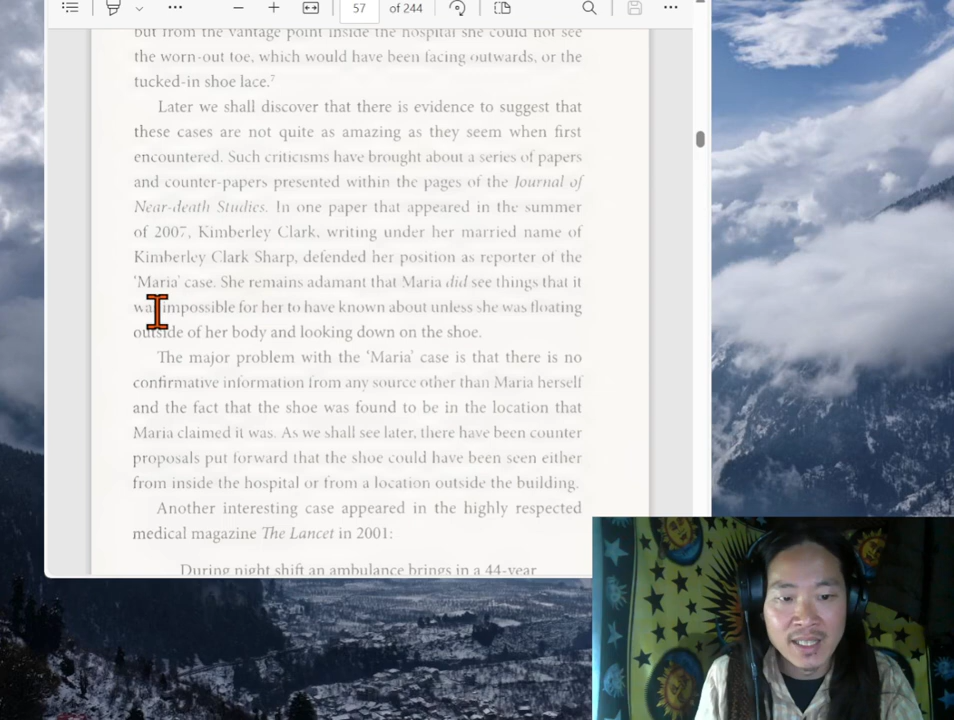 57 of 244
but from the vantage point inside the hospital she could not see
the worn-out toe, which would have been facing outwards, or the
tucked-in shoe lace.7
Later we shall discover that there is evidence to suggest that
these cases are not quite as amazing as they seem when first
encountered. Such criticisms have brought about a series of papers
and counter-papers presented within the pages of the Journal of
Near-death Studies. In one paper that appeared in the summer
of 2007, Kimberley Clark, writing under her married name of
Kimberley Clark Sharp, defended her position as reporter of the
'Maria' case. She remains adamant that Maria did see things that it
was impossible for her to have known about unless she was floating
outside of her body and looking down on the shoe.
The major problem with the 'Maria' case is that there is no
confirmative information from any source other than Maria herself
and the fact that the shoe was found to be in the location that
Maria claimed it was. As we shall see later, there have been counter
proposals put forward that the shoe could have been seen either
from inside the hospital or from a location outside the building.
Another interesting case appeared in the highly respected
medical magazine The Lancet in 2001:
During night shift an ambulance brings in a 44-year